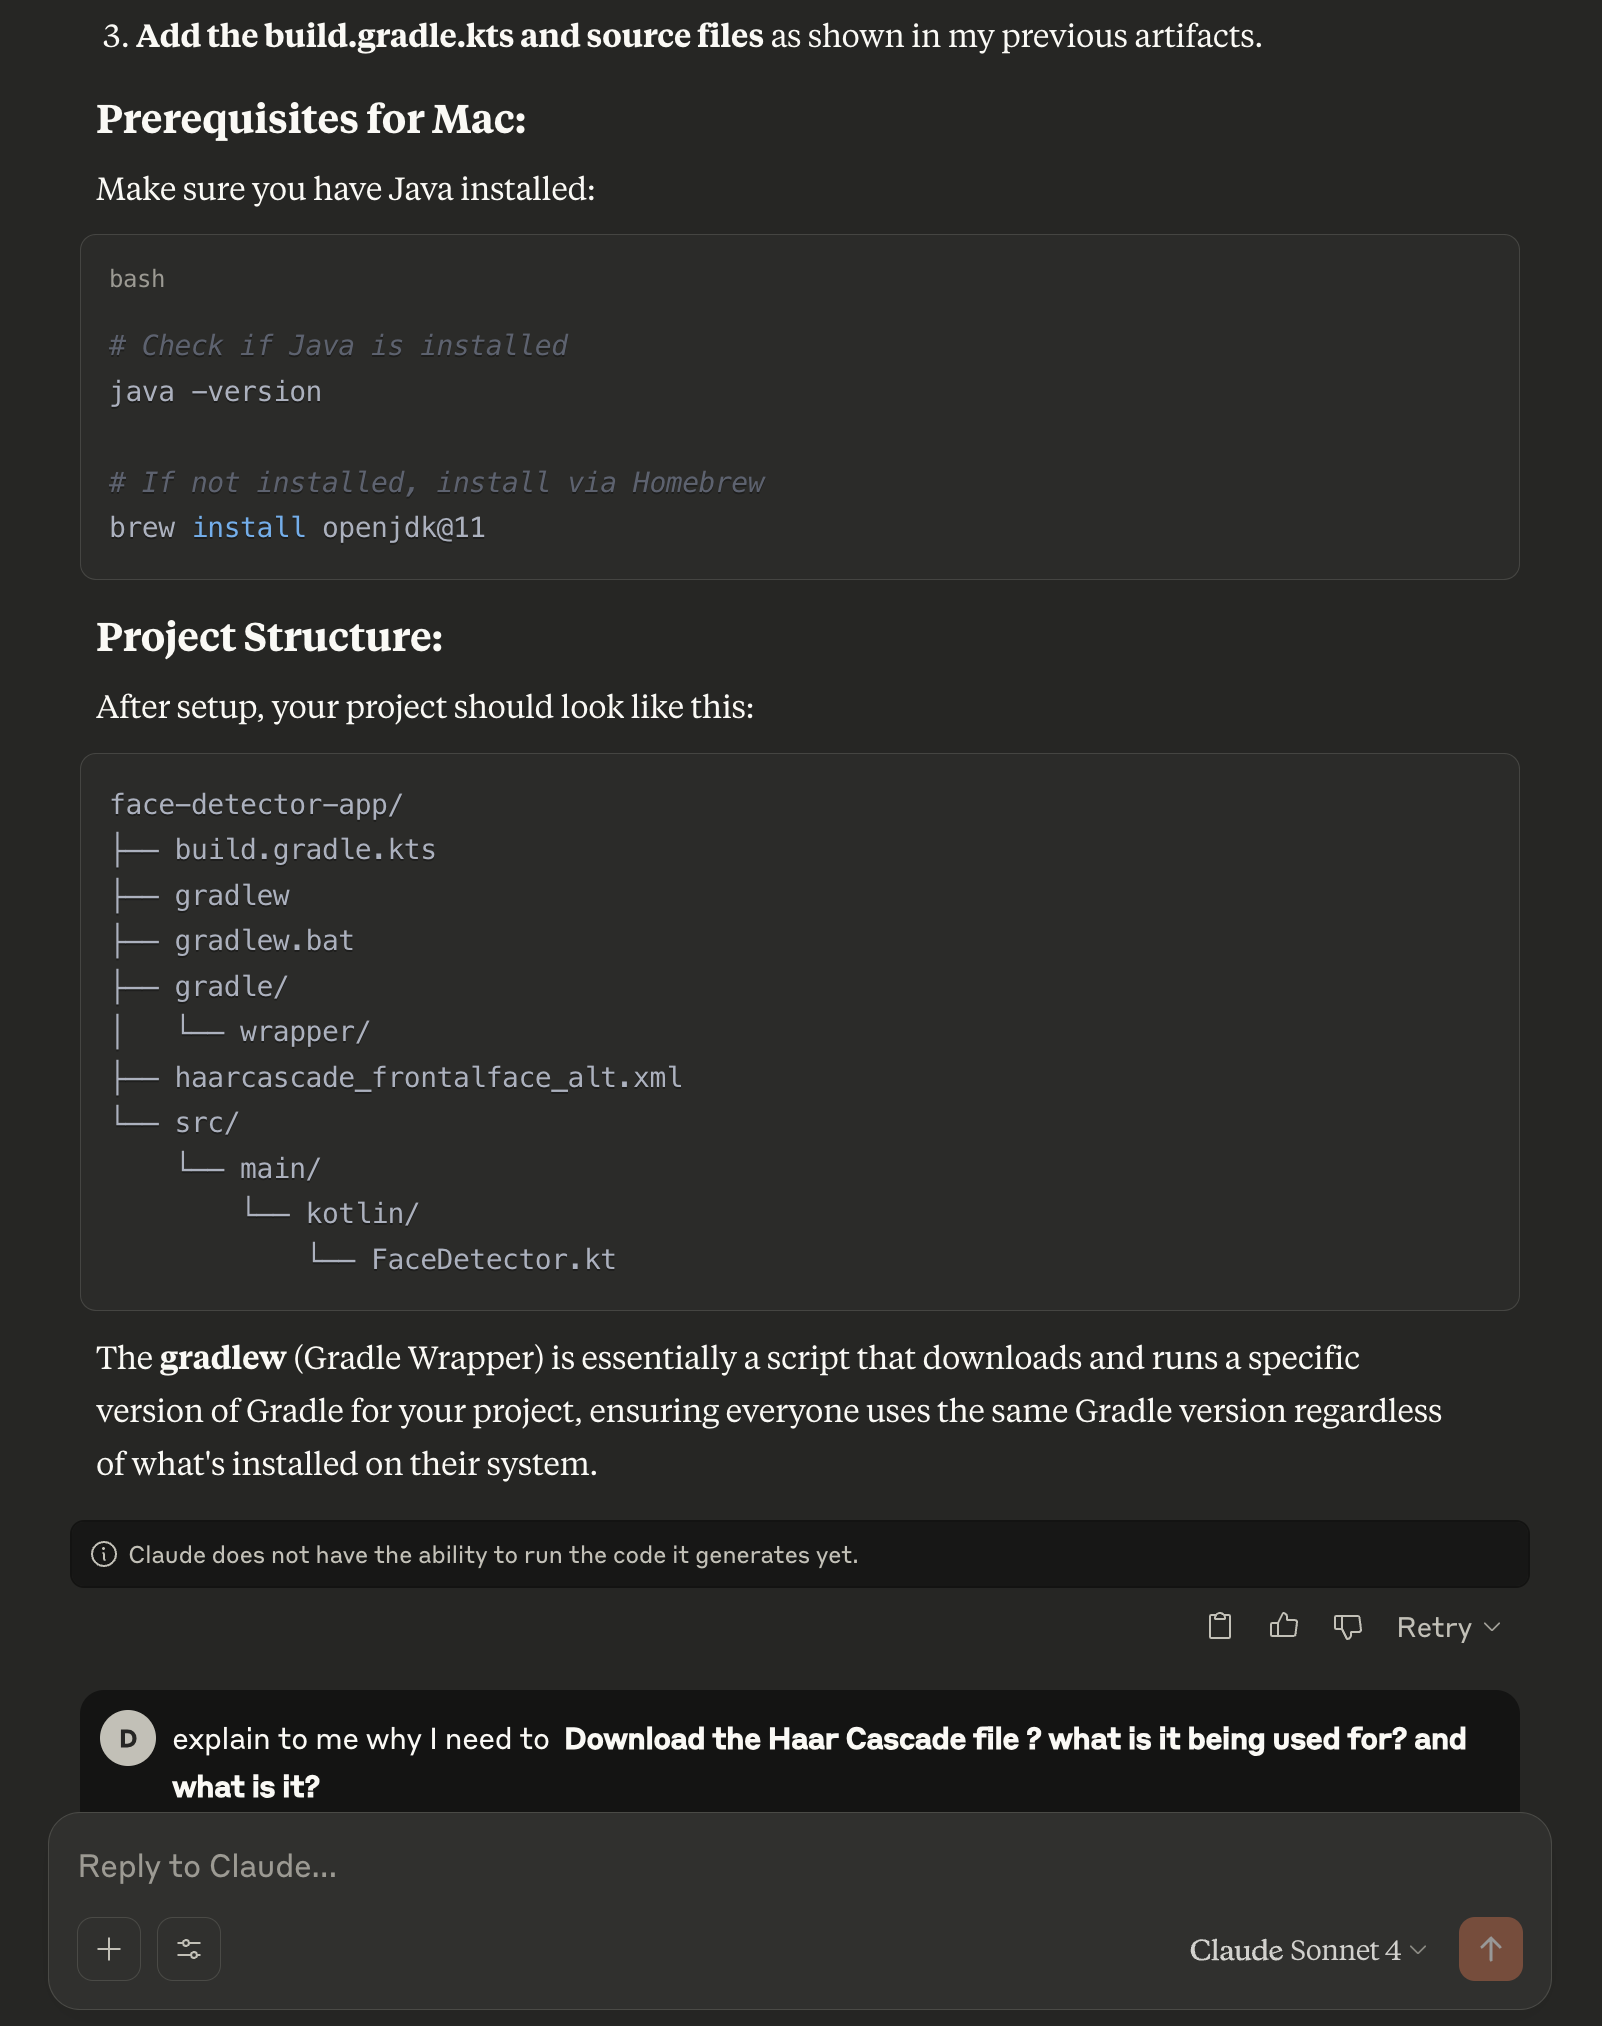 3. Add the build.gradle.kts and source files as shown in my previous artifacts.
Prerequisites for Mac:
Make sure you have Java installed:
bash
# Check if Java is installed
java -version
# If not installed, install via Homebrew
brew install openjdk@11
Project Structure:
After setup, your project should look like this:
face-detector-app/
├── build.gradle.kts
├── gradlew
├── gradlew.bat
├── gradle/
│   └── wrapper/
├── haarcascade_frontalface_alt.xml
└── src/
    └── main/
        └── kotlin/
            └── FaceDetector.kt
The gradlew (Gradle Wrapper) is essentially a script that downloads and runs a specific
version of Gradle for your project, ensuring everyone uses the same Gradle version regardless
of what's installed on their system.
Claude does not have the ability to run the code it generates yet.
Retry
D
explain to me why I need to  Download the Haar Cascade file ? what is it being used for? and
what is it?
Reply to Claude...
Claude Sonnet 4